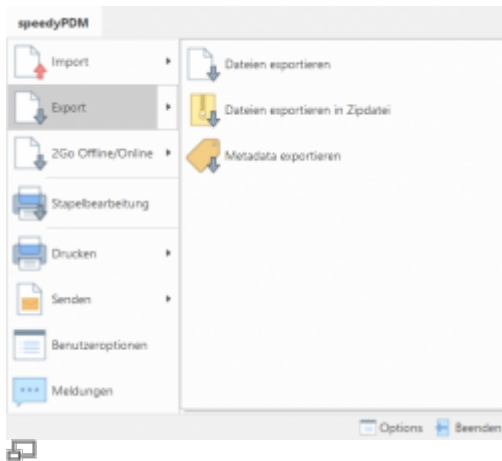 speedyPDM
Import
Export
2Go Offline/Online
Stapelbearbeitung
Drucken
Senden
Benutzeroptionen
Meldungen
Dateien exportieren
Dateien exportieren in Zipdatei
Metadata exportieren
Options
Beenden